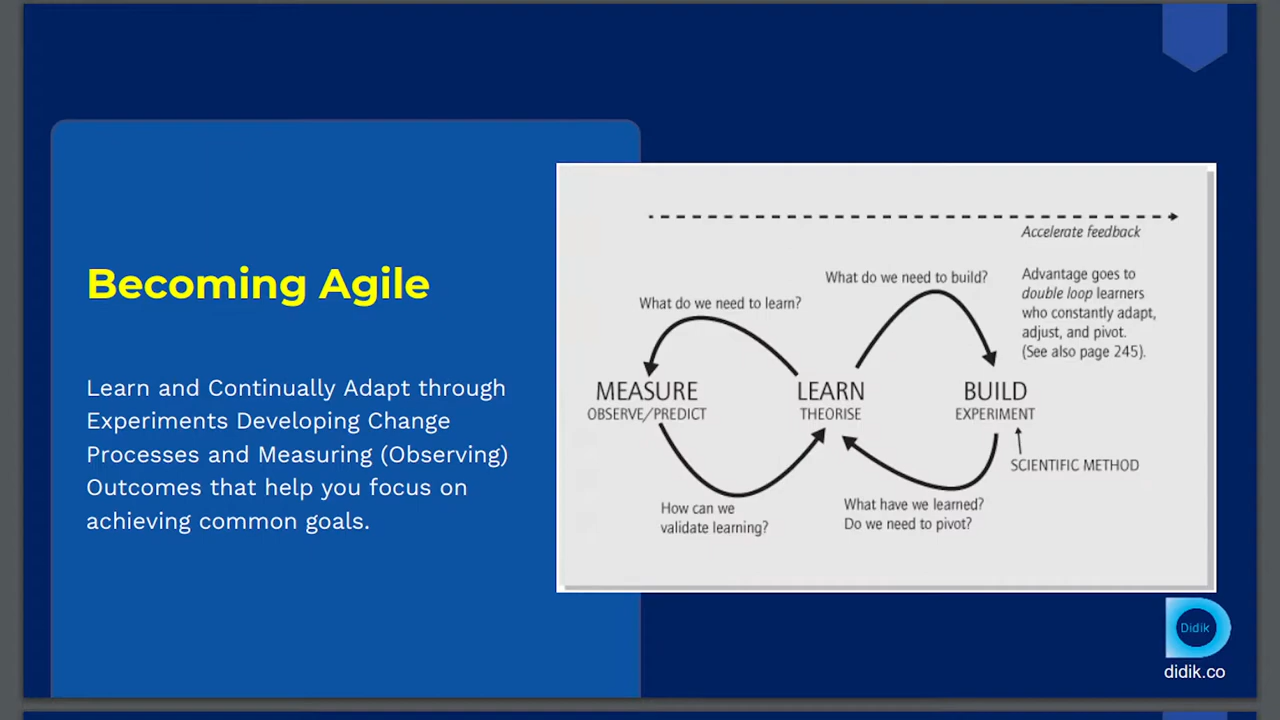 Becoming Agile
Learn and Continually Adapt through
Experiments Developing Change
Processes and Measuring (Observing)
Outcomes that help you focus on
achieving common goals.
Accelerate feedback
What do we need to build?
Advantage goes to
double loop learners
who constantly adapt,
adjust, and pivot.
(See also page 245).
What do we need to learn?
MEASURE
OBSERVE/PREDICT
LEARN
THEORISE
BUILD
EXPERIMENT
SCIENTIFIC METHOD
How can we
validate learning?
What have we learned?
Do we need to pivot?
Didik
didik.co